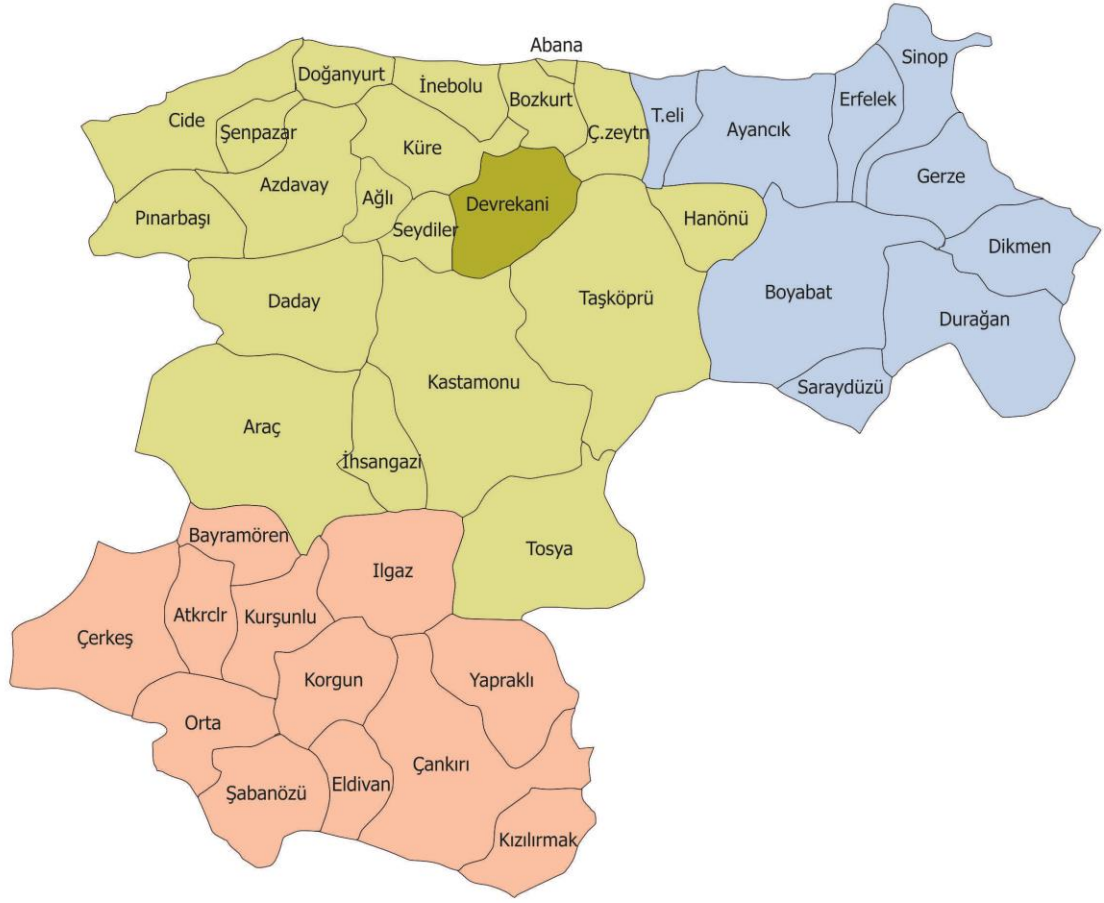 Abana
Sinop
Doğanyurt
İnebolu
Bozkurt
Erfelek
T.eli
Cide
Şenpazar
Ç.zeytn
Ayancık
Küre
Gerze
Azdavay
Ağlı
Devrekani
Pınarbaşı
Hanönü
Seydiler
Dikmen
Daday
Taşköprü
Boyabat
Durağan
Kastamonu
Saraydüzü
Araç
İhsangazi
Bayramören
Tosya
Ilgaz
Atkrclr
Kurşunlu
Çerkeş
Korgun
Yapraklı
Orta
Çankırı
Eldivan
Şabanözü
Kızılırmak